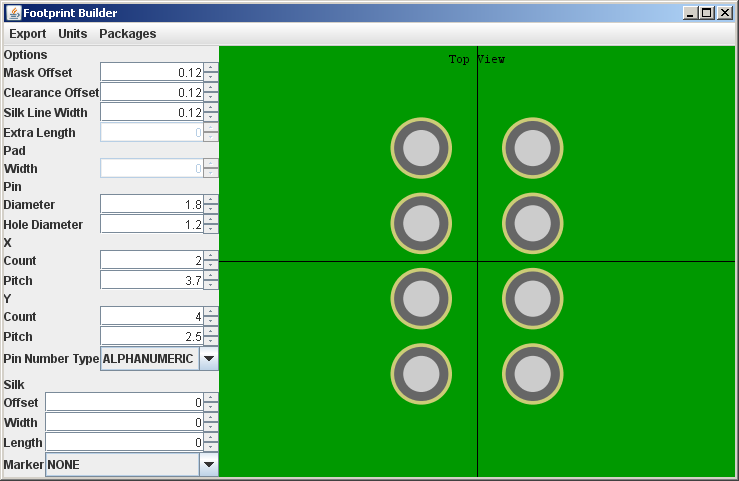 Footprint Builder
Export Units Packages
Options
Top View
Mask Offset 0.12
Clearance Offset 0.12
Silk Line Width 0.12
Extra Length 0
Pad
Width 0
Pin
Diameter 1.8
Hole Diameter 1.2
X
Count 2
Pitch 3.7
Y
Count 4
Pitch 2.5
Pin Number Type ALPHANUMERIC
Silk
Offset 0
Width 0
Length 0
Marker NONE